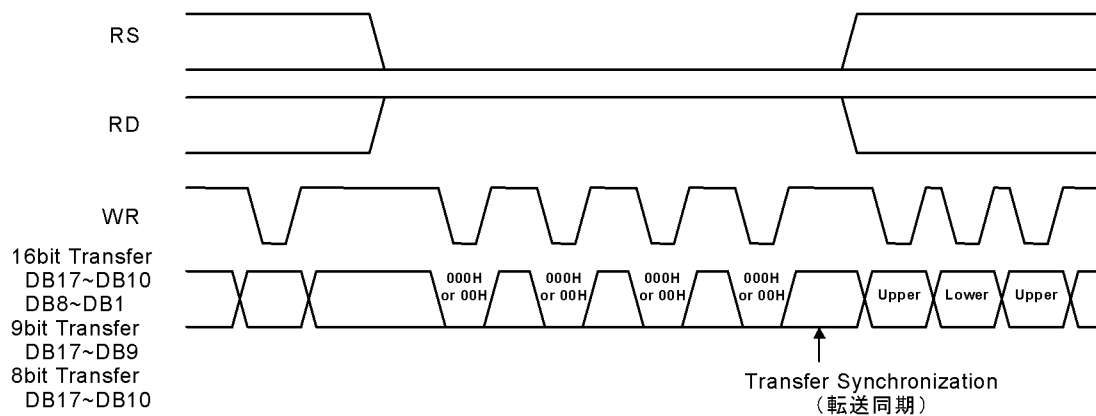 RS
RD
WR
16bit Transfer
DB17~DB10
DB8~DB1
9bit Transfer
DB17~DB9
8bit Transfer
DB17~DB10
000H
or 00H
000H
or 00H
000H
or 00H
000H
or 00H
Upper
Lower
Upper
Transfer Synchronization
（転送同期）